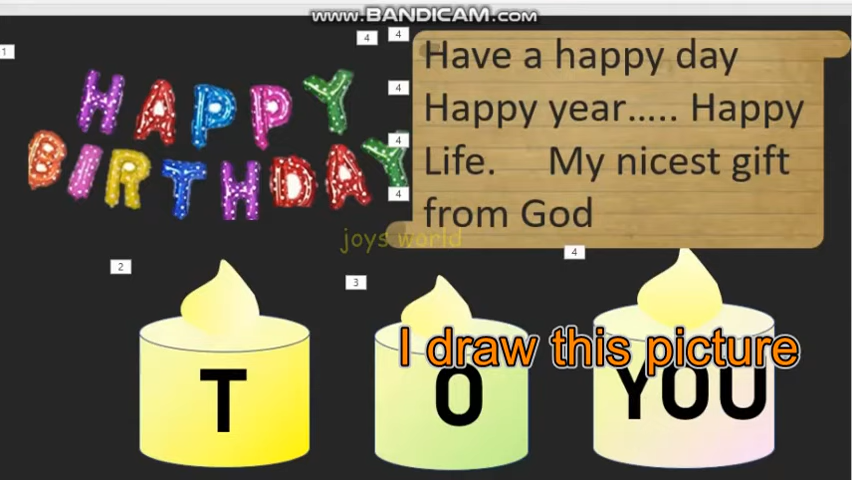 WWW.BANDICAM.COM
1
4
4
4
4
4
HAPPY
BIRTHDAY
Have a happy day
Happy year..... Happy
Life. My nicest gift
from God
joys world
2
3
4
I draw this picture
T
O
YOU